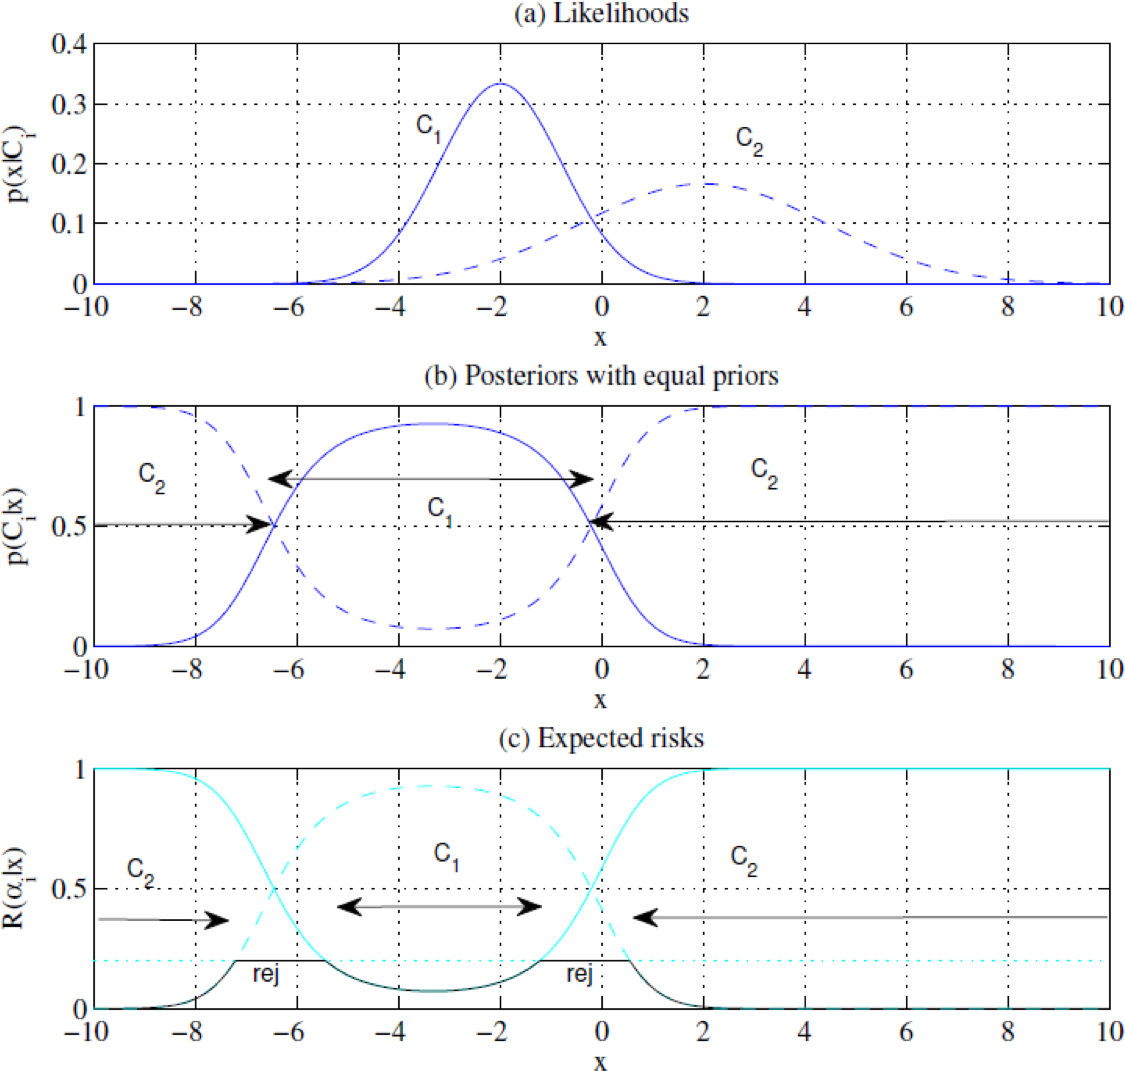 (a) Likelihoods
0.4
0.3
0.2
0.1
0
p(x|C_i)
C_1
C_2
−10 −8 −6 −4 −2 0 2 4 6 8 10
x
(b) Posteriors with equal priors
1
0.5
0
p(C_i|x)
C_2
C_1
C_2
−10 −8 −6 −4 −2 0 2 4 6 8 10
x
(c) Expected risks
1
0.5
0
R(α_i|x)
C_2
C_1
C_2
rej
rej
−10 −8 −6 −4 −2 0 2 4 6 8 10
x